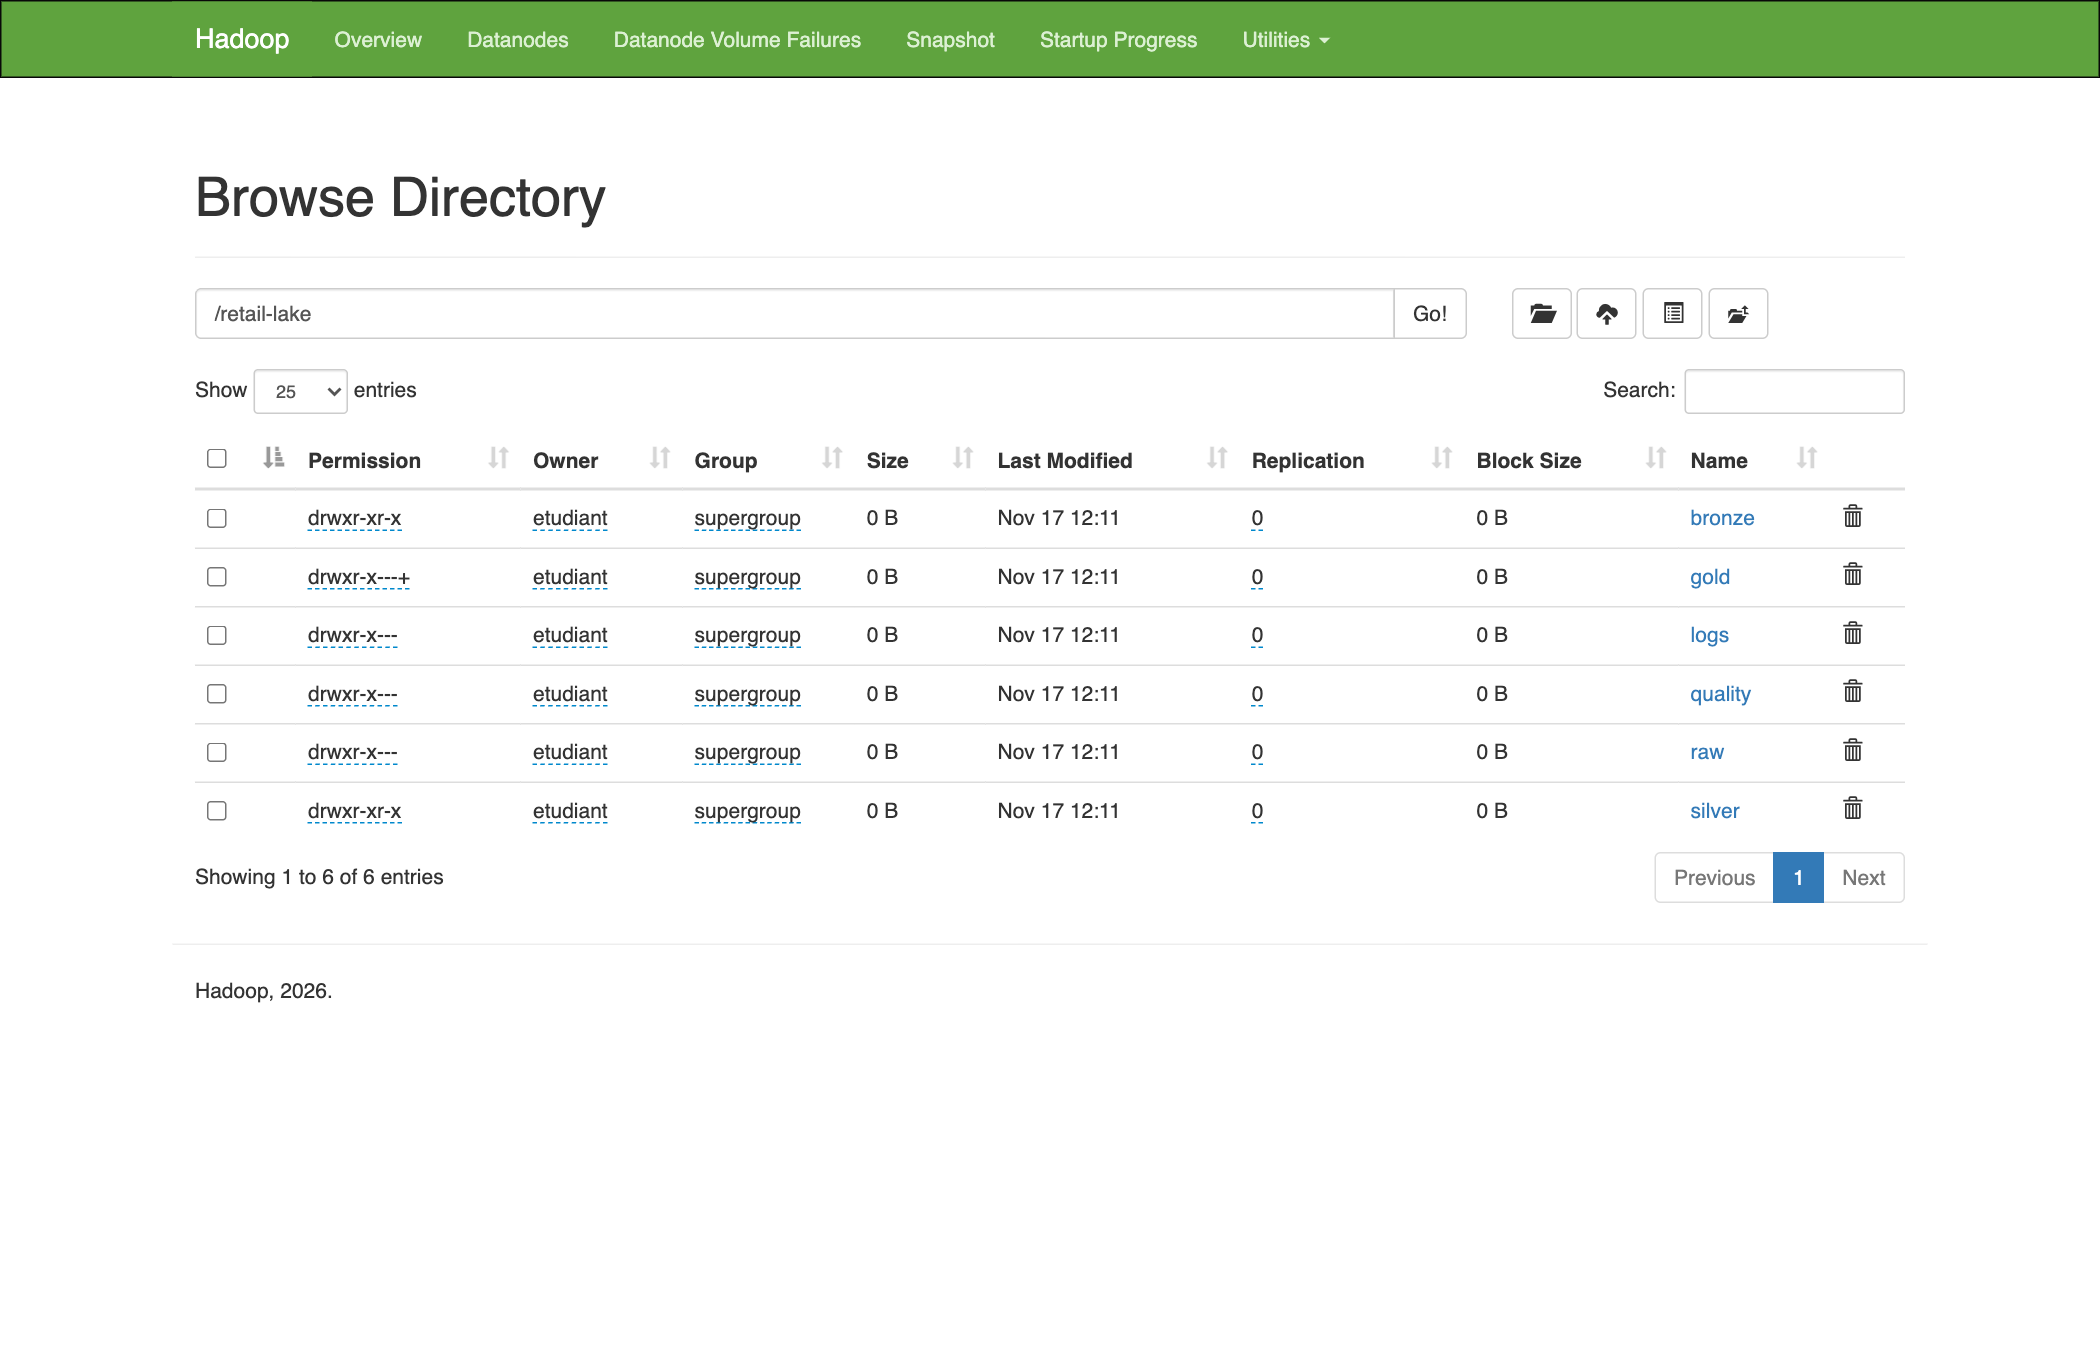 Hadoop Overview Datanodes Datanode Volume Failures Snapshot Startup Progress Utilities
Browse Directory
/retail-lake Go!
Show 25 entries Search:
Permission Owner Group Size Last Modified Replication Block Size Name
drwxr-xr-x etudiant supergroup 0 B Nov 17 12:11 0 0 B bronze
drwxr-x---+ etudiant supergroup 0 B Nov 17 12:11 0 0 B gold
drwxr-x--- etudiant supergroup 0 B Nov 17 12:11 0 0 B logs
drwxr-x--- etudiant supergroup 0 B Nov 17 12:11 0 0 B quality
drwxr-x--- etudiant supergroup 0 B Nov 17 12:11 0 0 B raw
drwxr-xr-x etudiant supergroup 0 B Nov 17 12:11 0 0 B silver
Showing 1 to 6 of 6 entries Previous 1 Next
Hadoop, 2026.